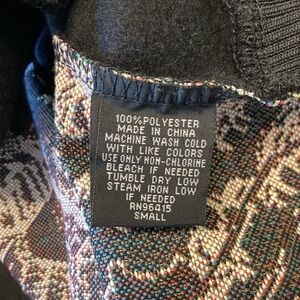 100%POLYESTER
MADE IN CHINA
MACHINE WASH COLD
WITH LIKE COLORS
USE ONLY NON-CHLORINE
BLEACH IF NEEDED
TUMBLE DRY LOW
STEAM IRON LOW
IF NEEDED
RN96415
SMALL